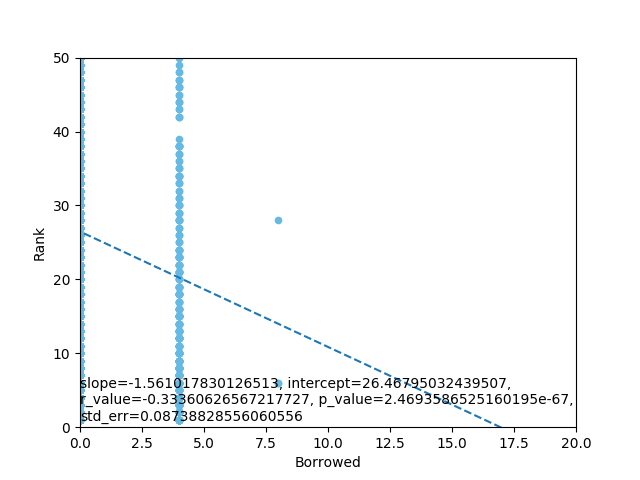 50
40
30
20
10
0
Rank
slope=-1.561017830126513, intercept=26.46795032439507,
r_value=-0.33360626567217727, p_value=2.4693586525160195e-67,
std_err=0.08738828556060556
0.0 2.5 5.0 7.5 10.0 12.5 15.0 17.5 20.0
Borrowed